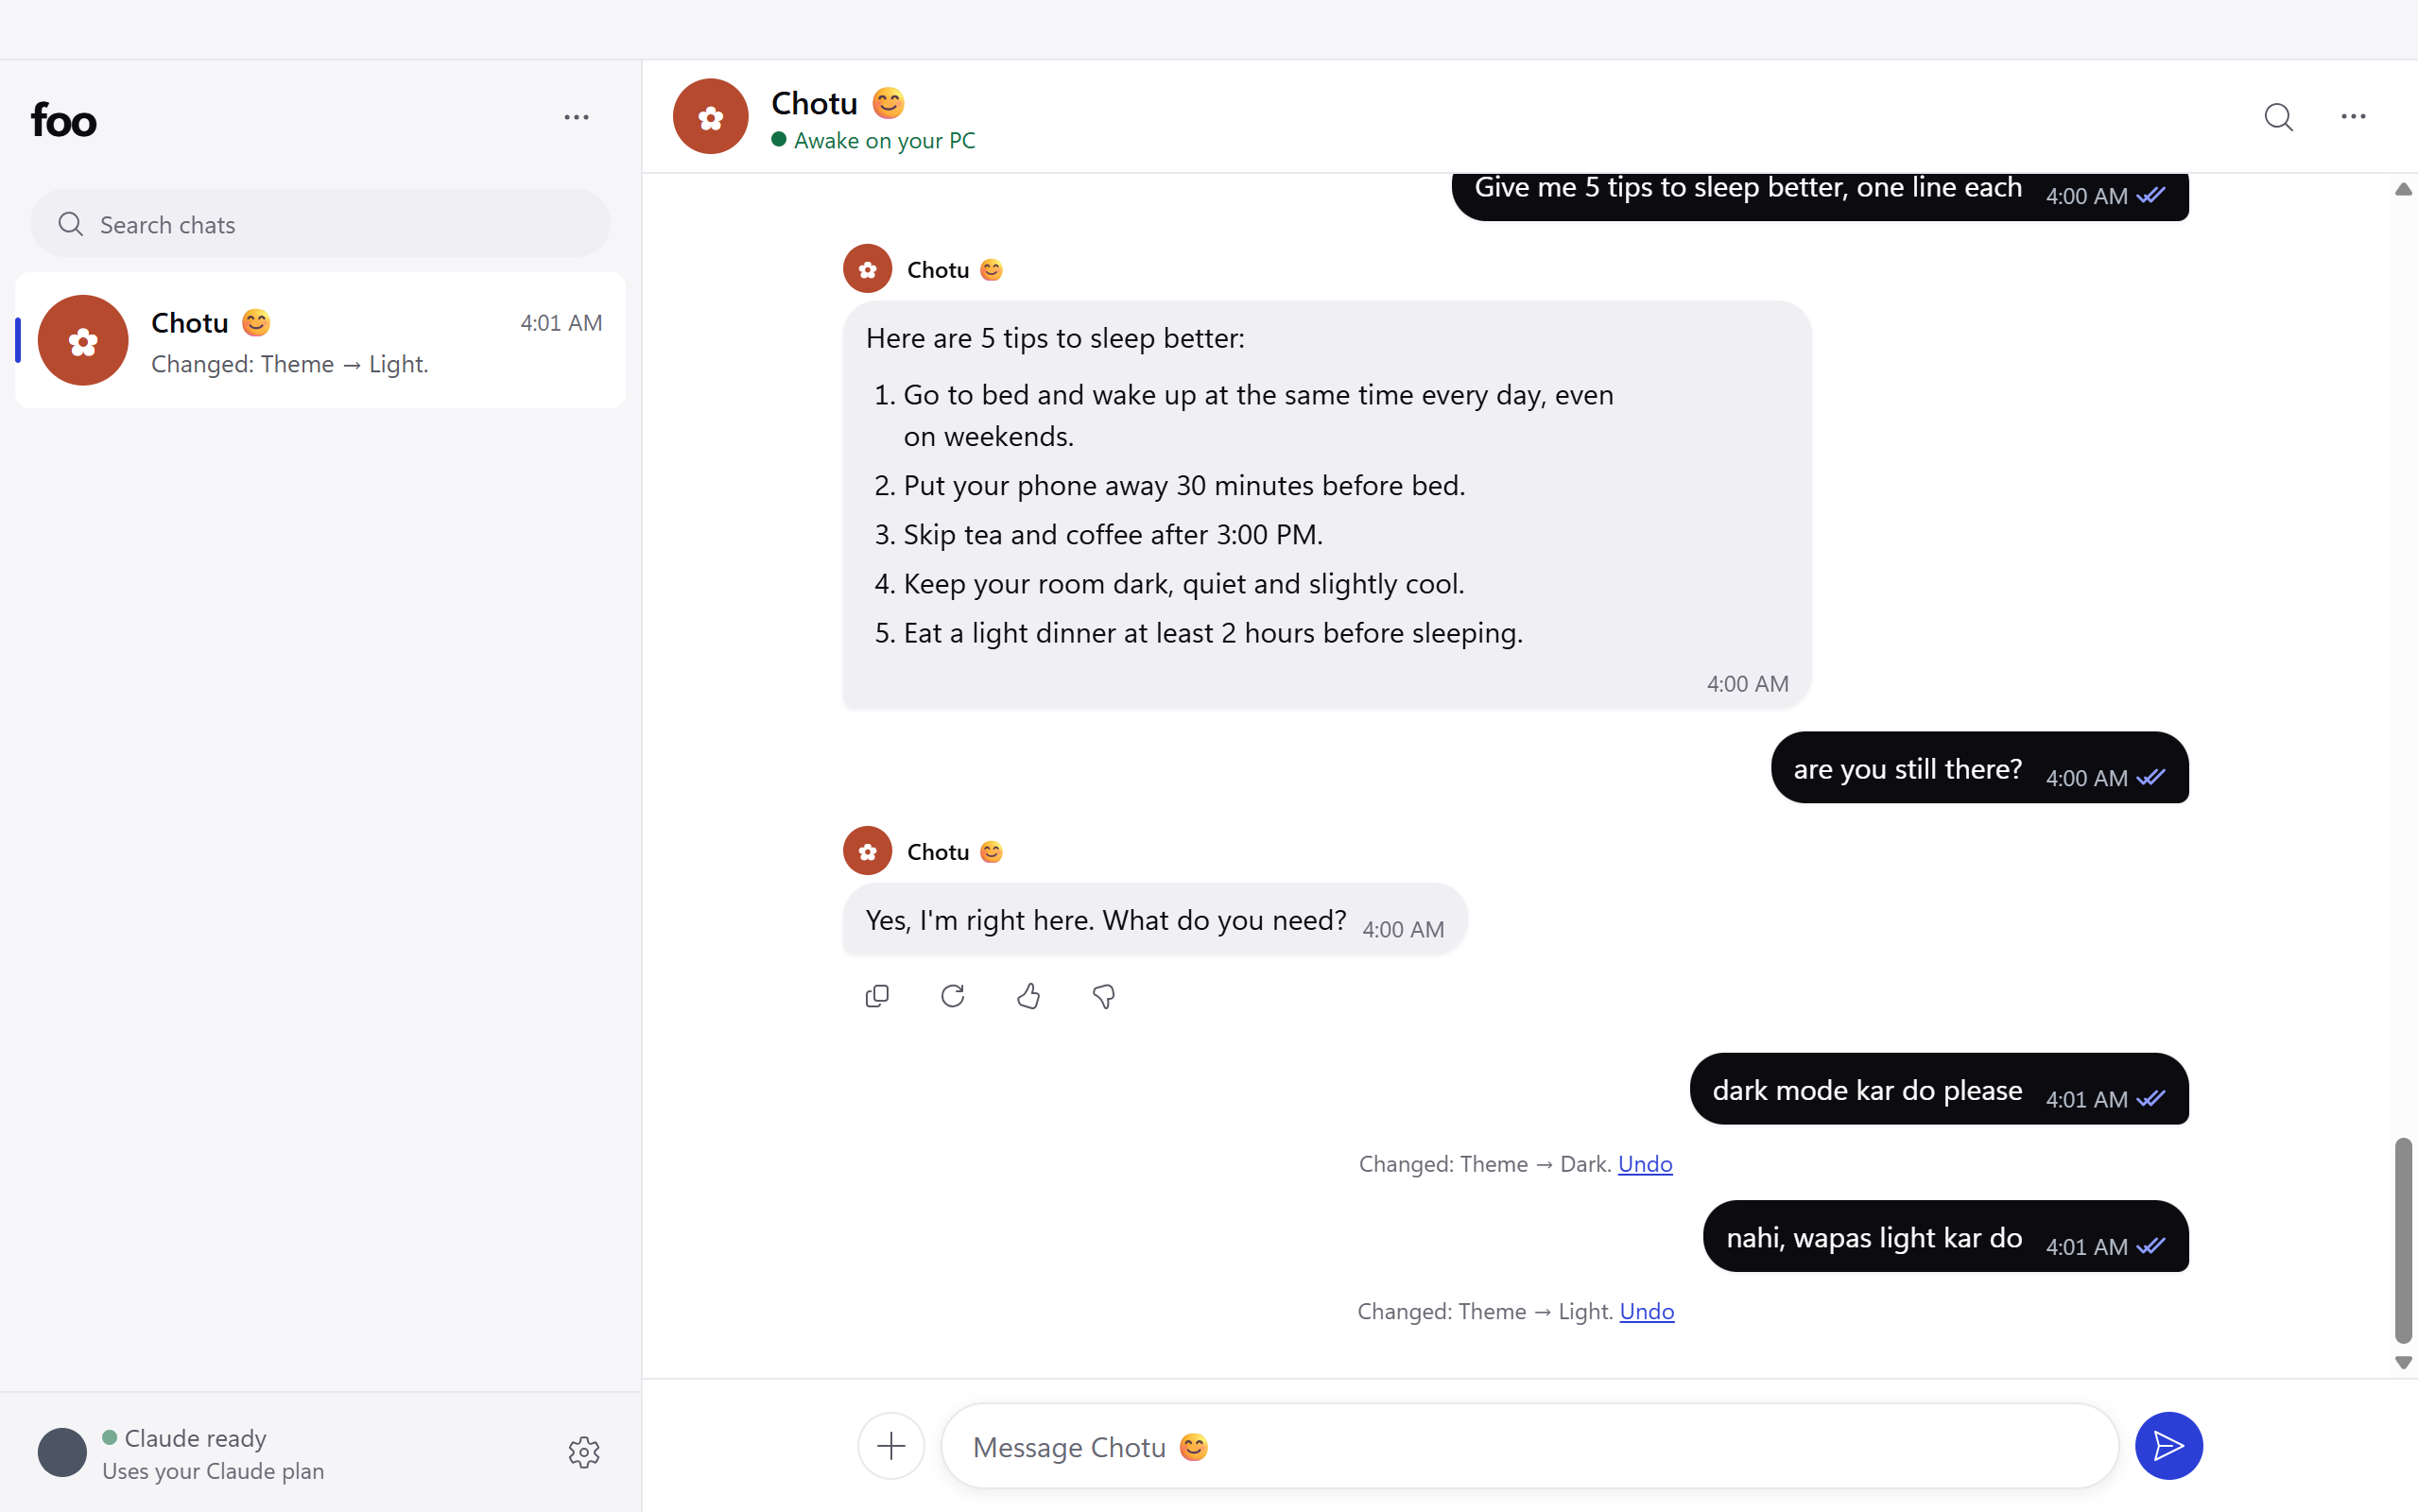 foo
Search chats
Chotu 😊
4:01 AM
Changed: Theme → Light.
Claude ready
Uses your Claude plan
Chotu 😊
Awake on your PC
Give me 5 tips to sleep better, one line each 4:00 AM
Chotu 😊
Here are 5 tips to sleep better:
1. Go to bed and wake up at the same time every day, even
on weekends.
2. Put your phone away 30 minutes before bed.
3. Skip tea and coffee after 3:00 PM.
4. Keep your room dark, quiet and slightly cool.
5. Eat a light dinner at least 2 hours before sleeping.
4:00 AM
are you still there? 4:00 AM
Chotu 😊
Yes, I'm right here. What do you need? 4:00 AM
dark mode kar do please 4:01 AM
Changed: Theme → Dark. Undo
nahi, wapas light kar do 4:01 AM
Changed: Theme → Light. Undo
Message Chotu 😊